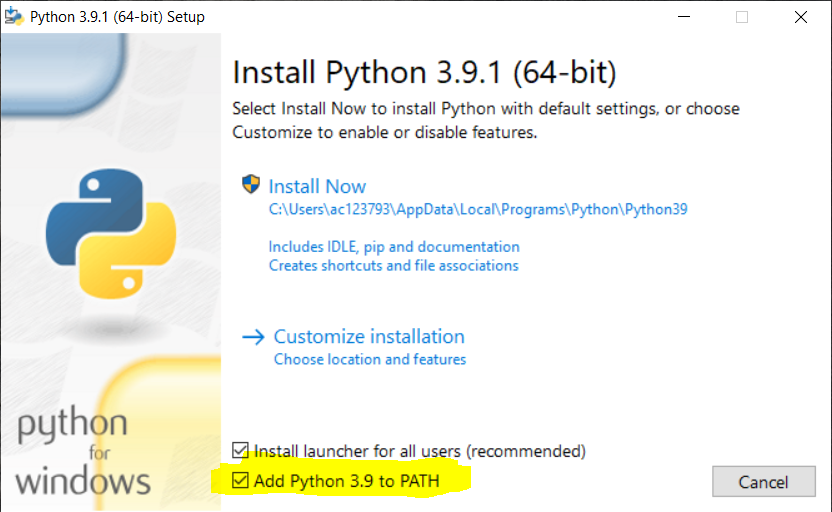 Python 3.9.1 (64-bit) Setup
Install Python 3.9.1 (64-bit)
Select Install Now to install Python with default settings, or choose
Customize to enable or disable features.
Install Now
C:\Users\ac123793\AppData\Local\Programs\Python\Python39
Includes IDLE, pip and documentation
Creates shortcuts and file associations
Customize installation
Choose location and features
python
for
windows
Install launcher for all users (recommended)
Add Python 3.9 to PATH
Cancel